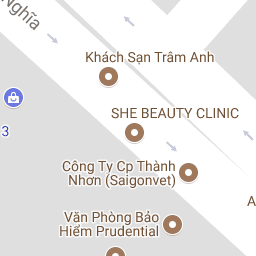 Nghĩa
Khách Sạn Trâm Anh
SHE BEAUTY CLINIC
3
Công Ty Cp Thành
Nhơn (Saigonvet)
A
Văn Phòng Bảo
Hiểm Prudential